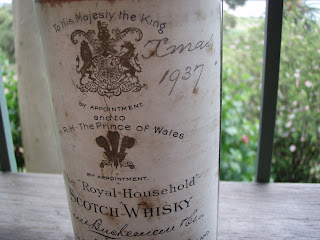 To His Majesty the King
Xmas
1937
BY APPOINTMENT.
and to
The Prince of Wales
BY APPOINTMENT.
"Royal Household"
SCOTCH WHISKY